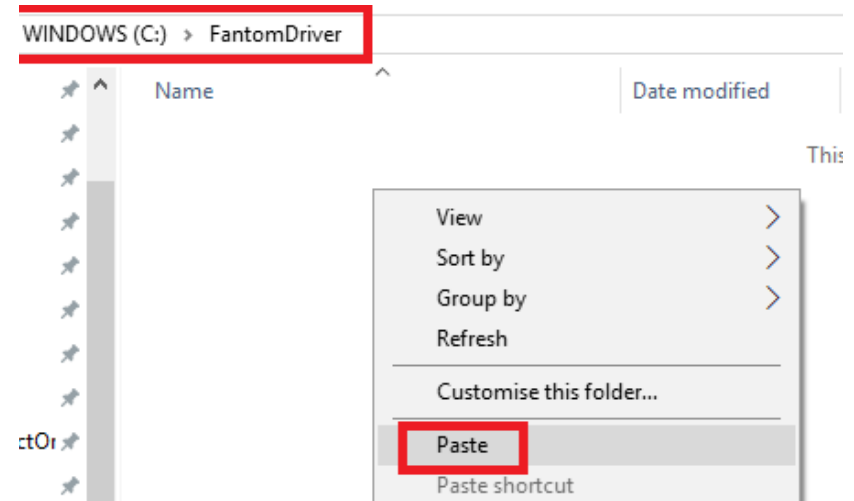 WINDOWS (C:) > FantomDriver
Name Date modified
This
View
Sort by
Group by
Refresh
Customise this folder...
Paste
Paste shortcut